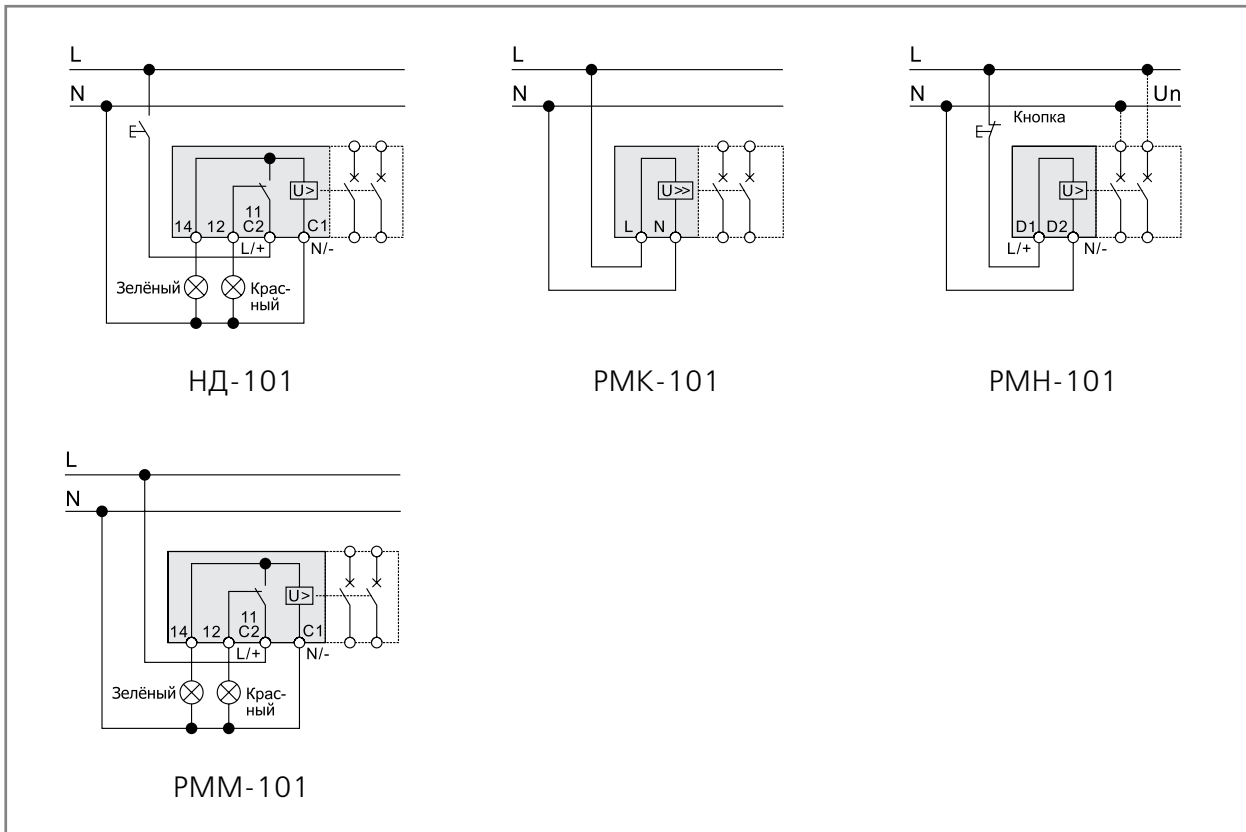 L
N
U>
11
14 12 C2 C1
L/+ N/-
Зелёный
Крас-
ный
НД-101
L
N
U>>
L N
РМК-101
L
N
Un
Кнопка
U>
D1 D2
L/+ N/-
РМН-101
L
N
U>
11
14 12 C2 C1
L/+ N/-
Зелёный
Крас-
ный
РММ-101